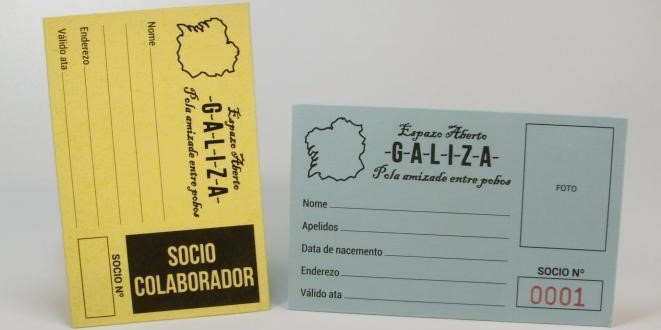 Espazo Aberto
-G-A-L-I-Z-A-
Pola amizade entre pobos
Nome
Enderezo
Válido ata
SOCIO Nº
SOCIO
COLABORADOR
Espazo Aberto
-G-A-L-I-Z-A-
Pola amizade entre pobos
FOTO
Nome
Apelidos
Data de nacemento
Enderezo
Válido ata
SOCIO Nº
0001